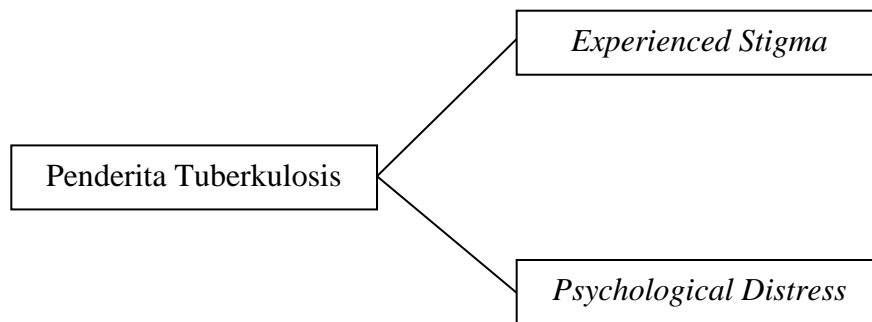 Experienced Stigma
Penderita Tuberkulosis
Psychological Distress